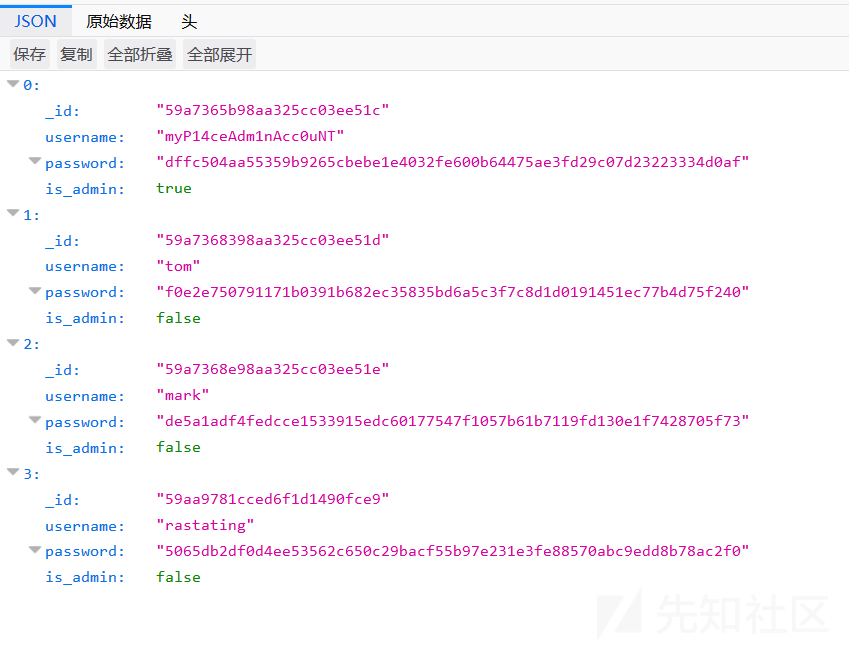 JSON 原始数据 头
保存 复制 全部折叠 全部展开
0:
_id: "59a7365b98aa325cc03ee51c"
username: "myP14ceAdm1nAcc0uNT"
password: "dffc504aa55359b9265cbebe1e4032fe600b64475ae3fd29c07d23223334d0af"
is_admin: true
1:
_id: "59a7368398aa325cc03ee51d"
username: "tom"
password: "f0e2e750791171b0391b682ec35835bd6a5c3f7c8d1d0191451ec77b4d75f240"
is_admin: false
2:
_id: "59a7368e98aa325cc03ee51e"
username: "mark"
password: "de5a1adf4fedcce1533915edc60177547f1057b61b7119fd130e1f7428705f73"
is_admin: false
3:
_id: "59aa9781cced6f1d1490fce9"
username: "rastating"
password: "5065db2df0d4ee53562c650c29bacf55b97e231e3fe88570abc9edd8b78ac2f0"
is_admin: false
先知社区